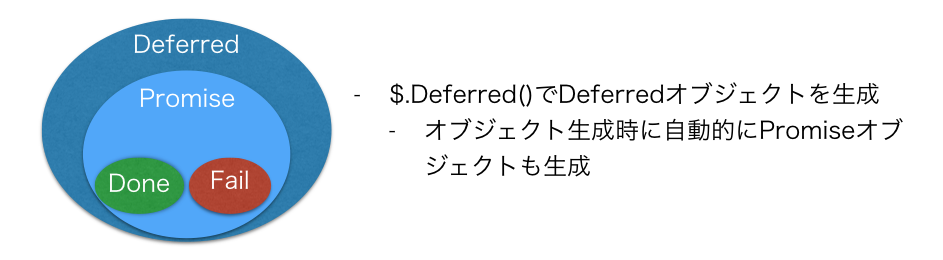 Deferred
Promise
Done
Fail
- $.Deferred()でDeferredオブジェクトを生成
- オブジェクト生成時に自動的にPromiseオブ
ジェクトも生成